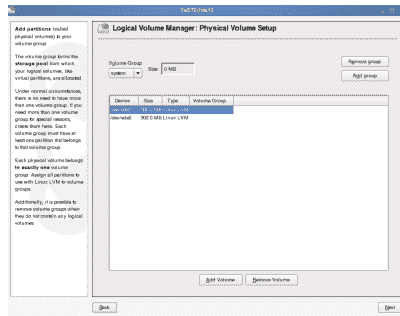 YaST2@hda10
Add partitions (called
physical volumes) to your
volume group.
The volume group forms the
storage pool from which
your logical volumes, like
virtual partitions, are allocated.
Under normal circumstances,
there is no need to have more
than one volume group. If you
need more than one volume
group for special reasons,
create them here. Each
volume group must have at
least one partition that belongs
to that volume group.
Each physical volume belongs
to exactly one volume
group. Assign all partitions to
use with Linux LVM to volume
groups.
Additionally, it is possible to
remove volume groups when
they do not contain any logical
volumes.
Logical Volume Manager: Physical Volume Setup
Volume Group
system
Size: 0 MB
Remove group
Add group
Device Size Type Volume Group
Linux LVM
Linux LVM
Add Volume Remove Volume
Back
Next